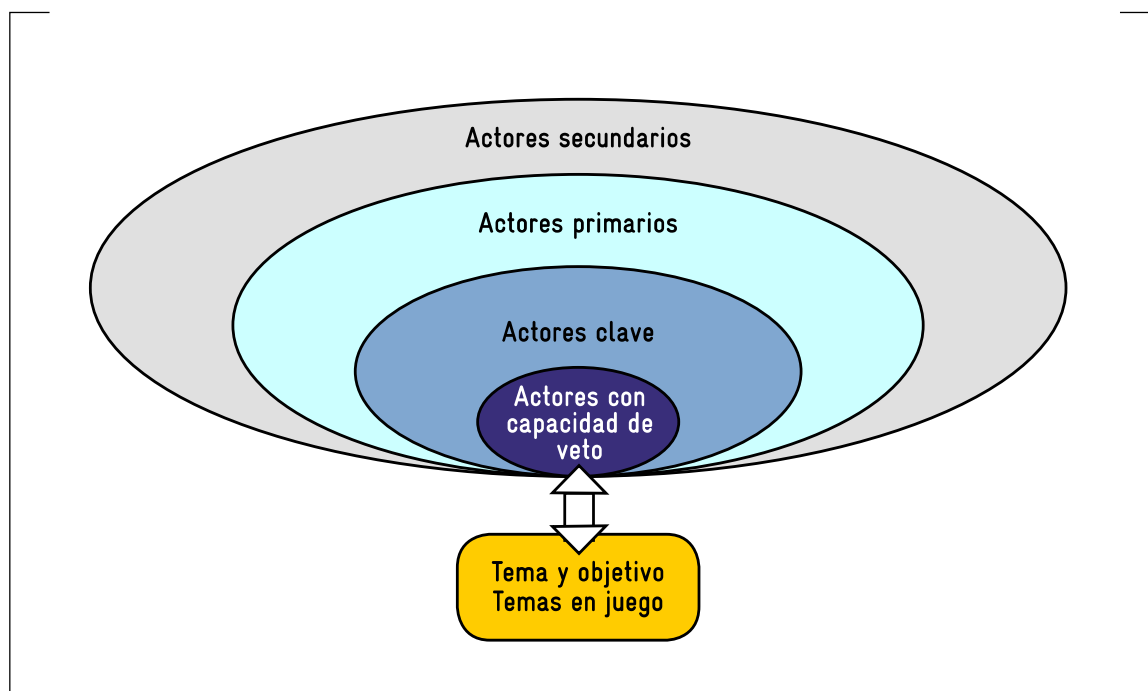 Actores secundarios
Actores primarios
Actores clave
Actores con
capacidad de
veto
Tema y objetivo
Temas en juego